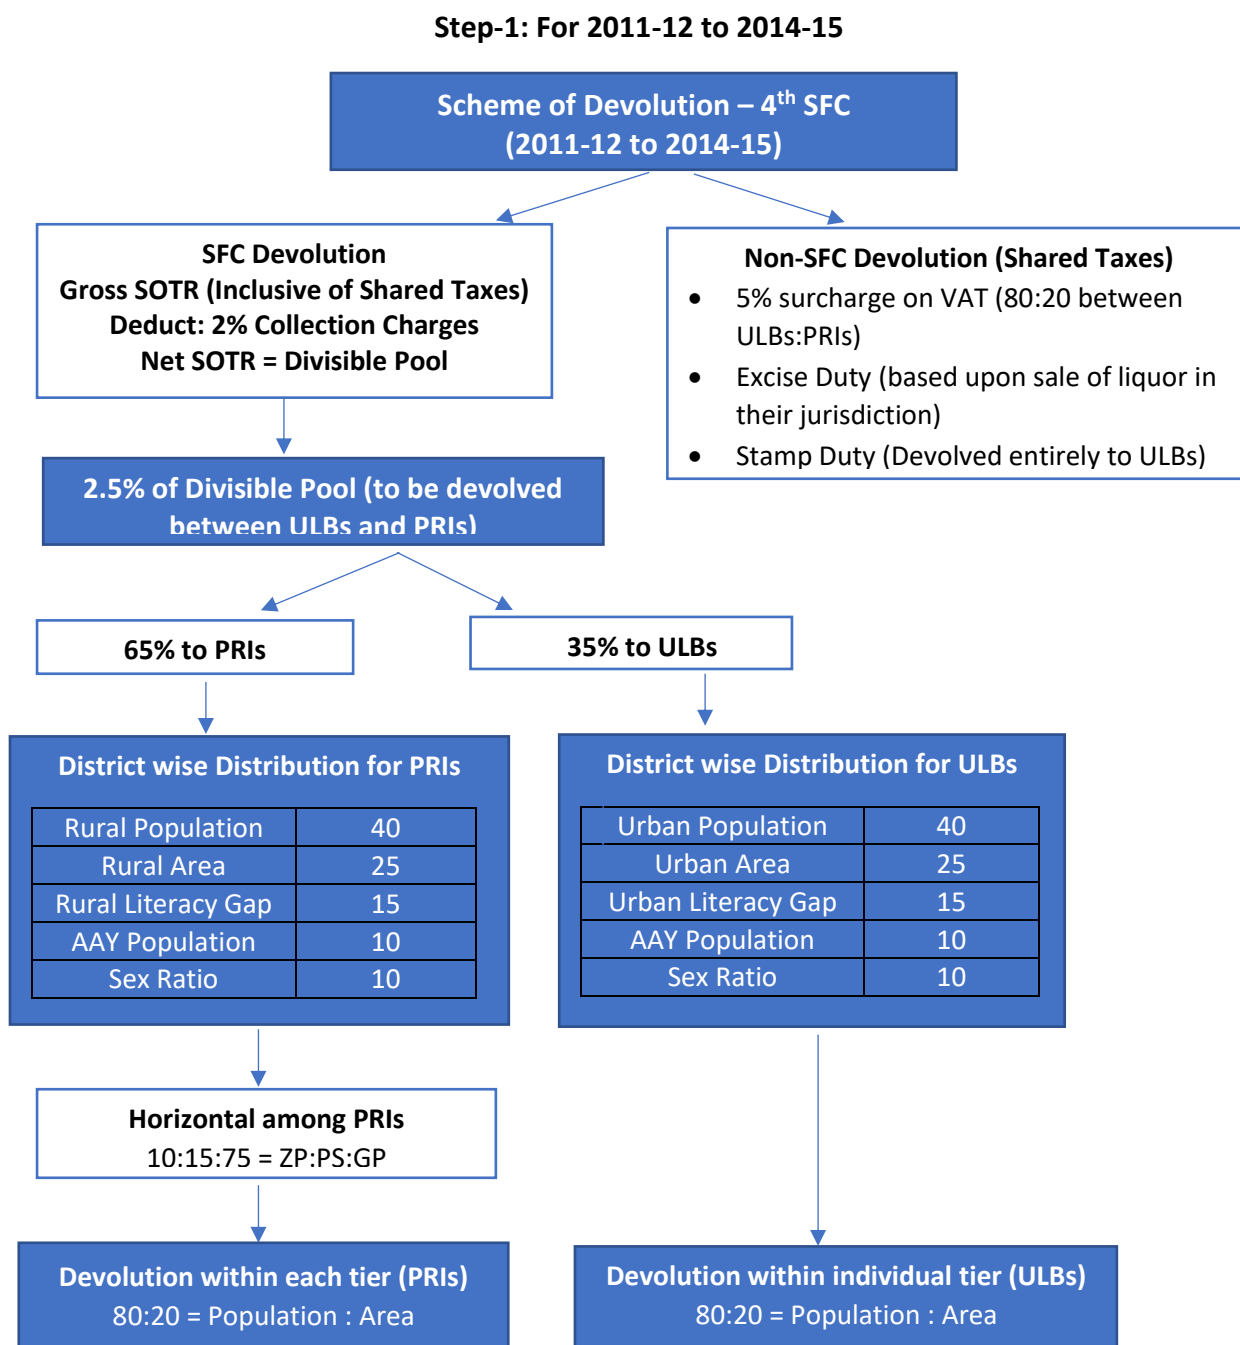 Step-1: For 2011-12 to 2014-15
Scheme of Devolution – 4th SFC
(2011-12 to 2014-15)
SFC Devolution
Gross SOTR (Inclusive of Shared Taxes)
Deduct: 2% Collection Charges
Net SOTR = Divisible Pool
Non-SFC Devolution (Shared Taxes)
• 5% surcharge on VAT (80:20 between
ULBs:PRIs)
• Excise Duty (based upon sale of liquor in
their jurisdiction)
• Stamp Duty (Devolved entirely to ULBs)
2.5% of Divisible Pool (to be devolved
between ULBs and PRIs)
65% to PRIs
35% to ULBs
District wise Distribution for PRIs
Rural Population 40
Rural Area 25
Rural Literacy Gap 15
AAY Population 10
Sex Ratio 10
District wise Distribution for ULBs
Urban Population 40
Urban Area 25
Urban Literacy Gap 15
AAY Population 10
Sex Ratio 10
Horizontal among PRIs
10:15:75 = ZP:PS:GP
Devolution within each tier (PRIs)
80:20 = Population : Area
Devolution within individual tier (ULBs)
80:20 = Population : Area